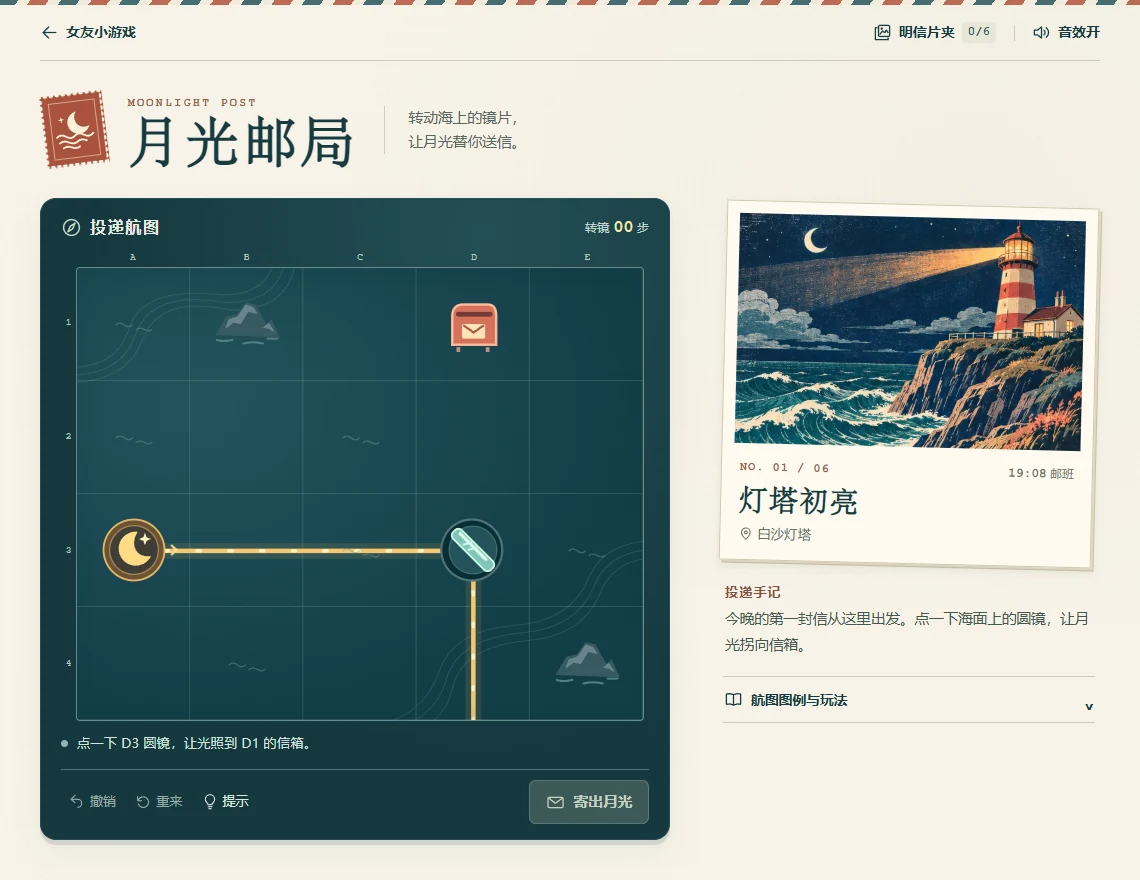 女友小游戏
明信片夹 0/6
音效开
MOONLIGHT POST
月光邮局
转动海上的镜片，
让月光替你送信。
投递航图
转镜 00 步
A B C D E
1
2
3
4
点一下 D3 圆镜，让光照到 D1 的信箱。
撤销
重来
提示
寄出月光
NO. 01 / 06
19:08 邮班
灯塔初亮
白沙灯塔
投递手记
今晚的第一封信从这里出发。点一下海面上的圆镜，让月
光拐向信箱。
航图图例与玩法